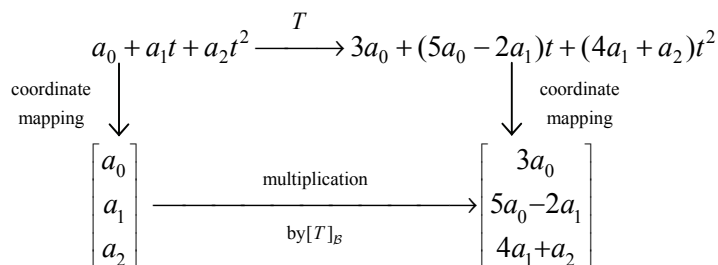 T
a₀ + a₁t + a₂t² ⟶ 3a₀ + (5a₀ − 2a₁)t + (4a₁ + a₂)t²
coordinate mapping
coordinate mapping
[a₀ a₁ a₂]
multiplication
by[T]_ℬ
[3a₀ 5a₀−2a₁ 4a₁+a₂]